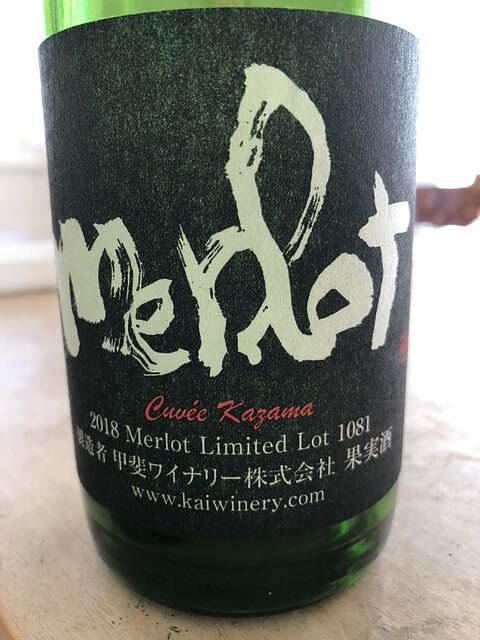 merlot
Cuvée Kazama
2018 Merlot Limited Lot 1081
製造者 甲斐ワイナリー株式会社 果実酒
www.kaiwinery.com